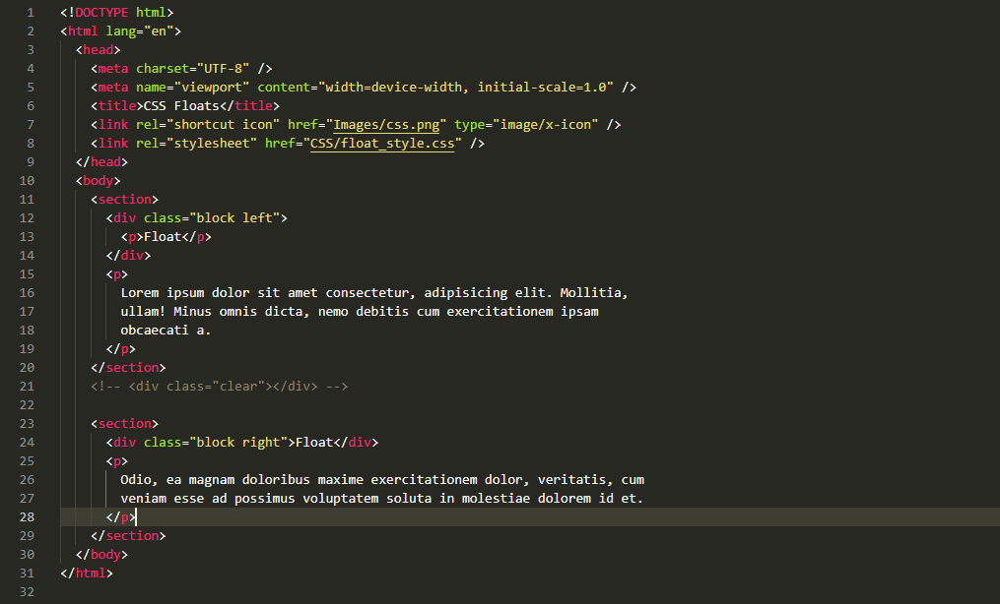 1 <!DOCTYPE html>
2 <html lang="en">
3 <head>
4 <meta charset="UTF-8" />
5 <meta name="viewport" content="width=device-width, initial-scale=1.0" />
6 <title>CSS Floats</title>
7 <link rel="shortcut icon" href="Images/css.png" type="image/x-icon" />
8 <link rel="stylesheet" href="CSS/float_style.css" />
9 </head>
10 <body>
11 <section>
12 <div class="block left">
13 <p>Float</p>
14 </div>
15 <p>
16 Lorem ipsum dolor sit amet consectetur, adipisicing elit. Mollitia,
17 ullam! Minus omnis dicta, nemo debitis cum exercitationem ipsam
18 obcaecati a.
19 </p>
20 </section>
21 <!-- <div class="clear"></div> -->
22
23 <section>
24 <div class="block right">Float</div>
25 <p>
26 Odio, ea magnam doloribus maxime exercitationem dolor, veritatis, cum
27 veniam esse ad possimus voluptatem soluta in molestiae dolorem id et.
28 </p>
29 </section>
30 </body>
31 </html>
32